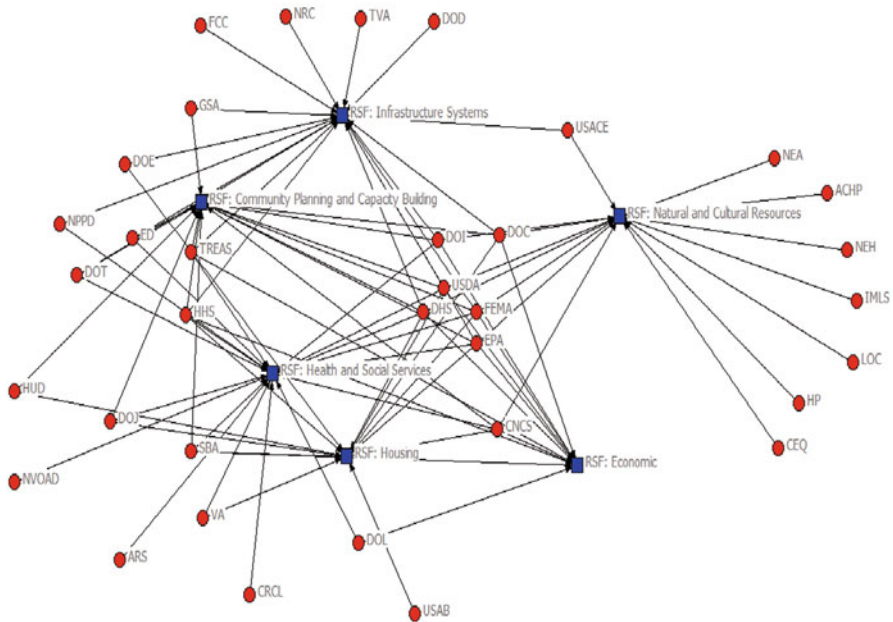 FCC
NRC
TVA
DOD
GSA
RSF: Infrastructure Systems
USACE
DOE
NEA
ACHP
RSF: Community Planning and Capacity Building
RSF: Natural and Cultural Resources
NPPD
ED
DOI
DOC
TREAS
NEH
DOT
USDA
IMLS
HHS
DHS
FEMA
EPA
LOC
RSF: Health and Social Services
HUD
HP
DOJ
CNCS
SBA
RSF: Housing
RSF: Economic
CEQ
NVOAD
VA
DOL
ARS
CRCL
USAB